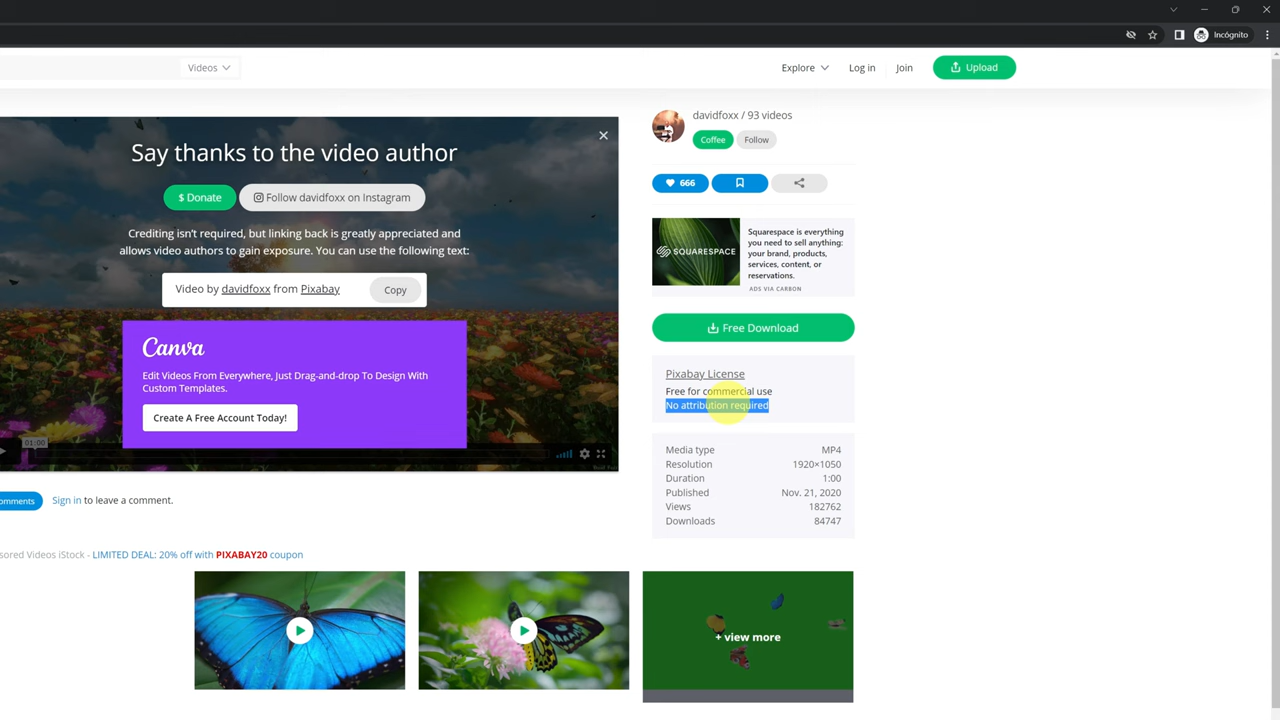 Incógnito
Videos
Explore
Log in
Join
Upload
Say thanks to the video author
$ Donate
Follow davidfoxx on Instagram
Crediting isn't required, but linking back is greatly appreciated and
allows video authors to gain exposure. You can use the following text:
Video by davidfoxx from Pixabay
Copy
Canva
Edit Videos From Everywhere, Just Drag-and-drop To Design With
Custom Templates.
Create A Free Account Today!
01:00
omments
Sign in to leave a comment.
sored Videos iStock - LIMITED DEAL: 20% off with PIXABAY20 coupon
+ view more
davidfoxx / 93 videos
Coffee
Follow
666
SQUARESPACE
Squarespace is everything
you need to sell anything:
your brand, products,
services, content, or
reservations.
ADS VIA CARBON
Free Download
Pixabay License
Free for commercial use
No attribution required
Media type MP4
Resolution 1920×1050
Duration 1:00
Published Nov. 21, 2020
Views 182762
Downloads 84747